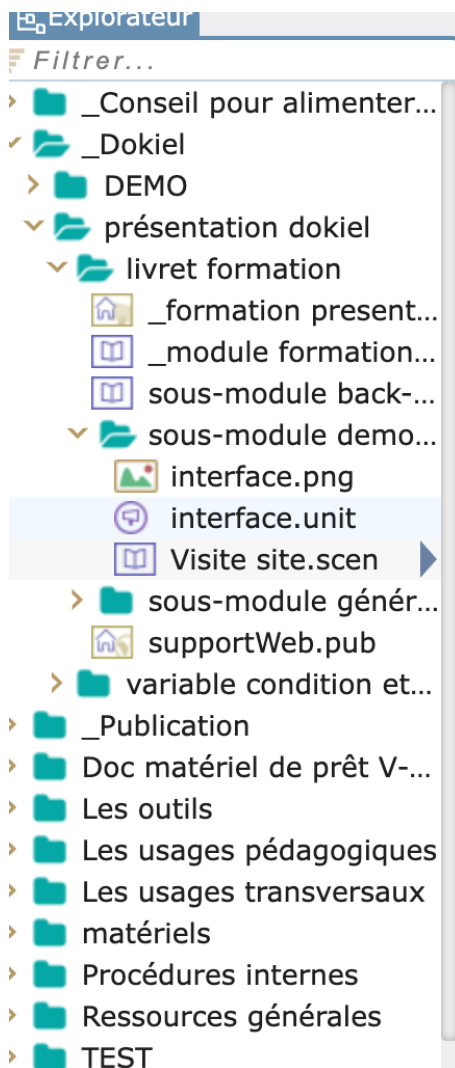 Explorateur
Filtrer...
_Conseil pour alimenter...
_Dokiel
DEMO
présentation dokiel
livret formation
_formation present...
_module formation...
sous-module back-...
sous-module demo...
interface.png
interface.unit
Visite site.scen
sous-module génér...
supportWeb.pub
variable condition et...
_Publication
Doc matériel de prêt V-...
Les outils
Les usages pédagogiques
Les usages transversaux
matériels
Procédures internes
Ressources générales
TEST